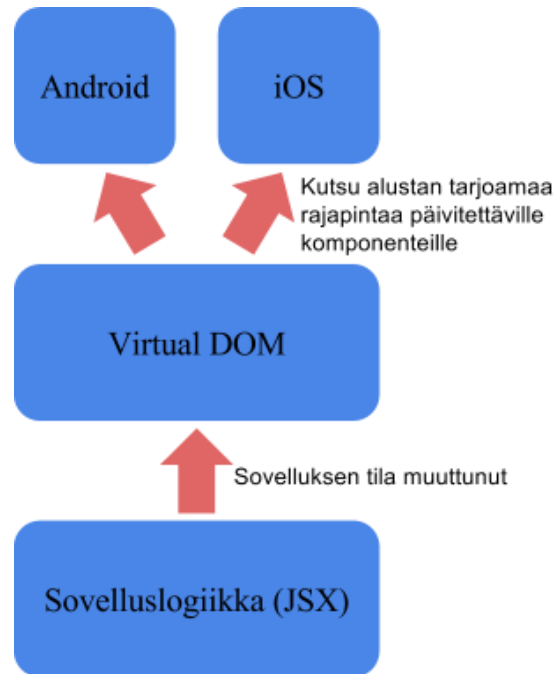 Android
iOS
Kutsu alustan tarjoamaa
rajapintaa päivitettäville
komponenteille
Virtual DOM
Sovelluksen tila muuttunut
Sovelluslogiikka (JSX)